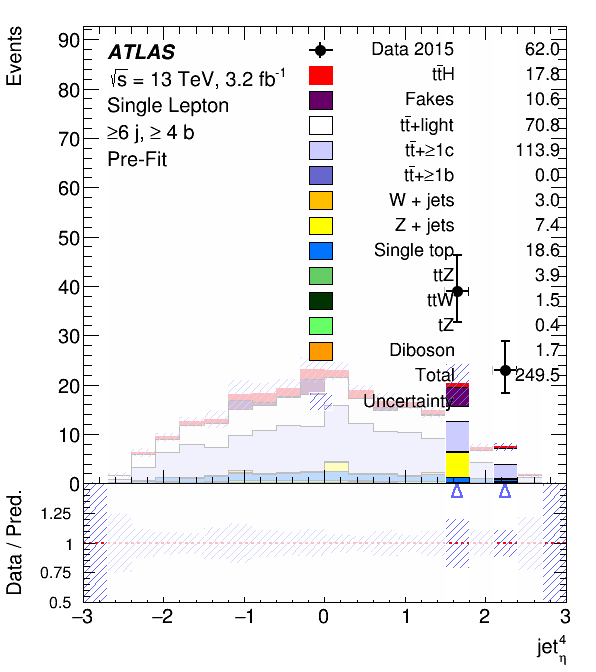 Events
90
80
70
60
50
40
30
20
10
0
ATLAS
√s = 13 TeV, 3.2 fb⁻¹
Single Lepton
≥6 j, ≥ 4 b
Pre-Fit
Data 2015 62.0
tt̄H 17.8
Fakes 10.6
tt̄+light 70.8
tt̄+≥1c 113.9
tt̄+≥1b 0.0
W + jets 3.0
Z + jets 7.4
Single top 18.6
ttZ 3.9
ttW 1.5
tZ 0.4
Diboson 1.7
Total 249.5
Uncertainty
Data / Pred.
1.25
1
0.75
0.5
−3 −2 −1 0 1 2 3
jet⁴η